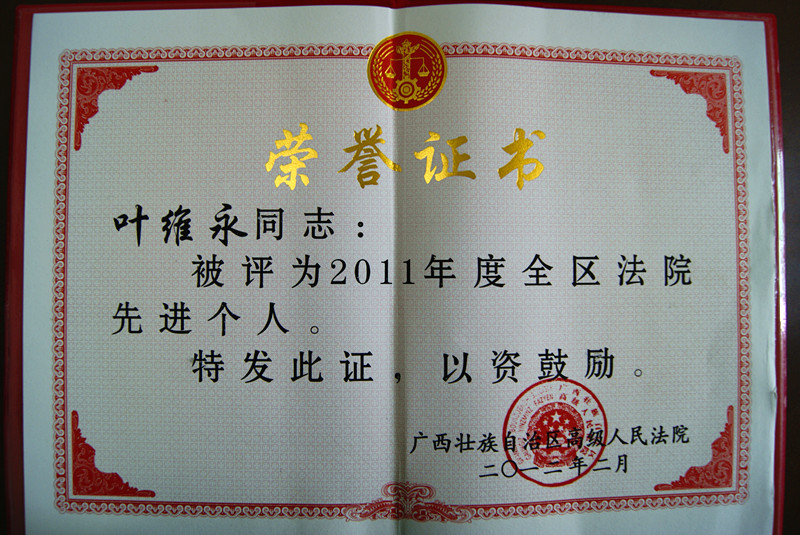 荣誉证书
叶维永同志：
被评为2011年度全区法院
先进个人。
特发此证，以资鼓励。
广西壮族自治区高级人民法院
二〇一二年二月